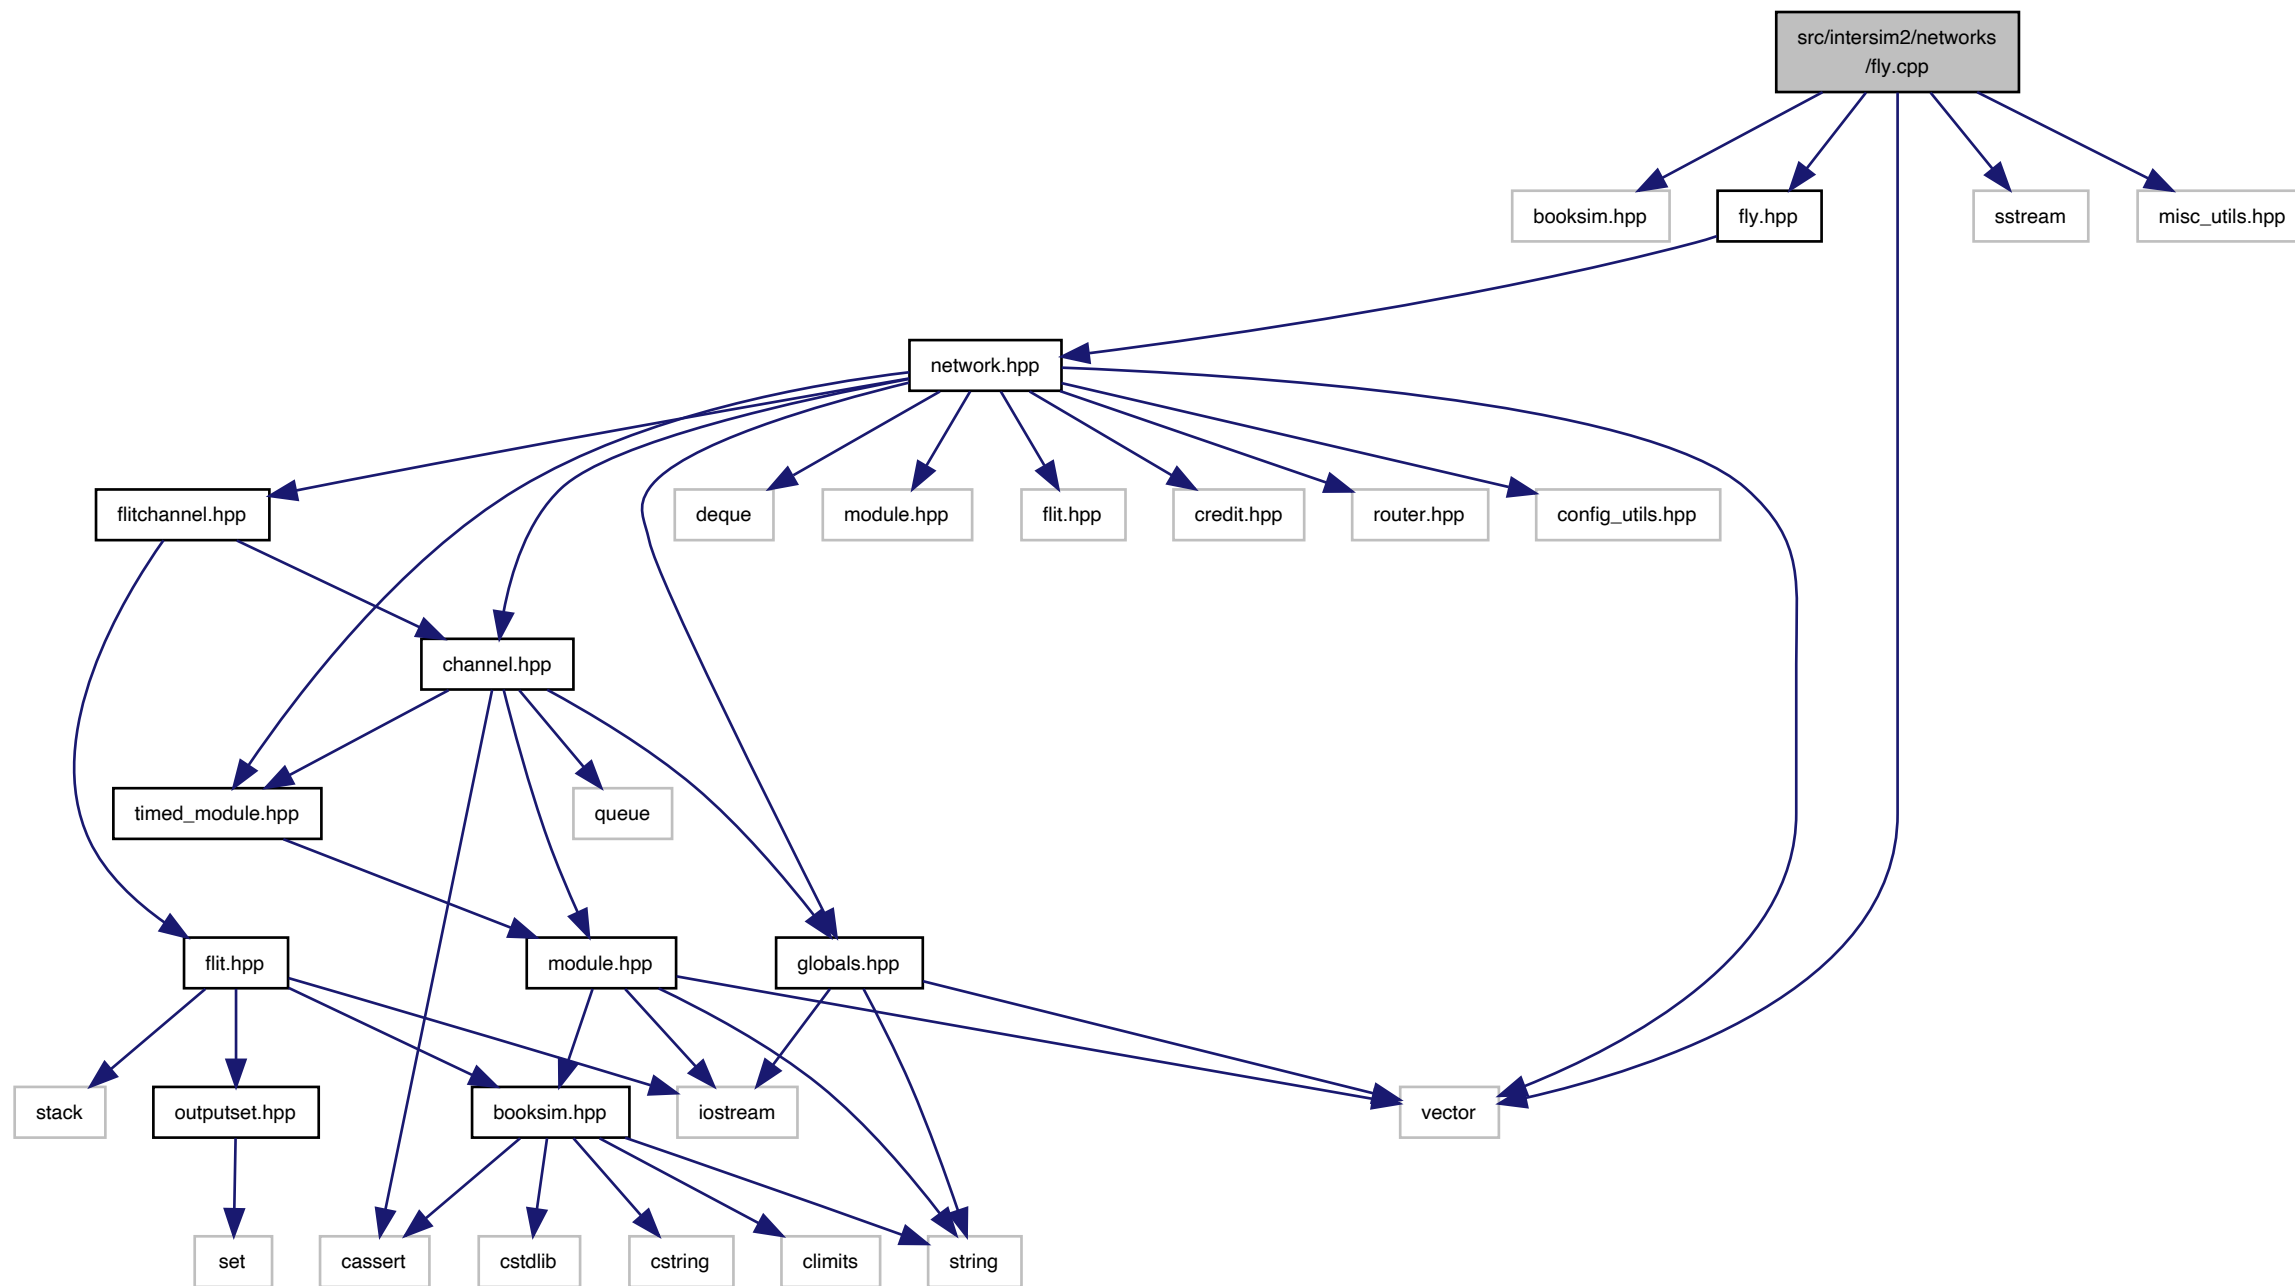 src/intersim2/networks
/fly.cpp
booksim.hpp
fly.hpp
sstream
misc_utils.hpp
network.hpp
flitchannel.hpp
deque
module.hpp
flit.hpp
credit.hpp
router.hpp
config_utils.hpp
channel.hpp
timed_module.hpp
queue
flit.hpp
module.hpp
globals.hpp
stack
outputset.hpp
booksim.hpp
iostream
vector
set
cassert
cstdlib
cstring
climits
string